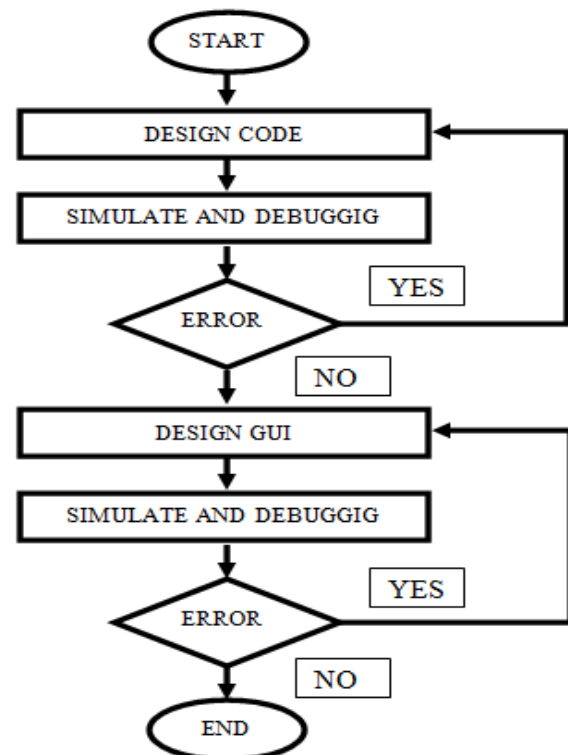 START
DESIGN CODE
SIMULATE AND DEBUGGIG
YES
ERROR
NO
DESIGN GUI
SIMULATE AND DEBUGGIG
YES
ERROR
NO
END